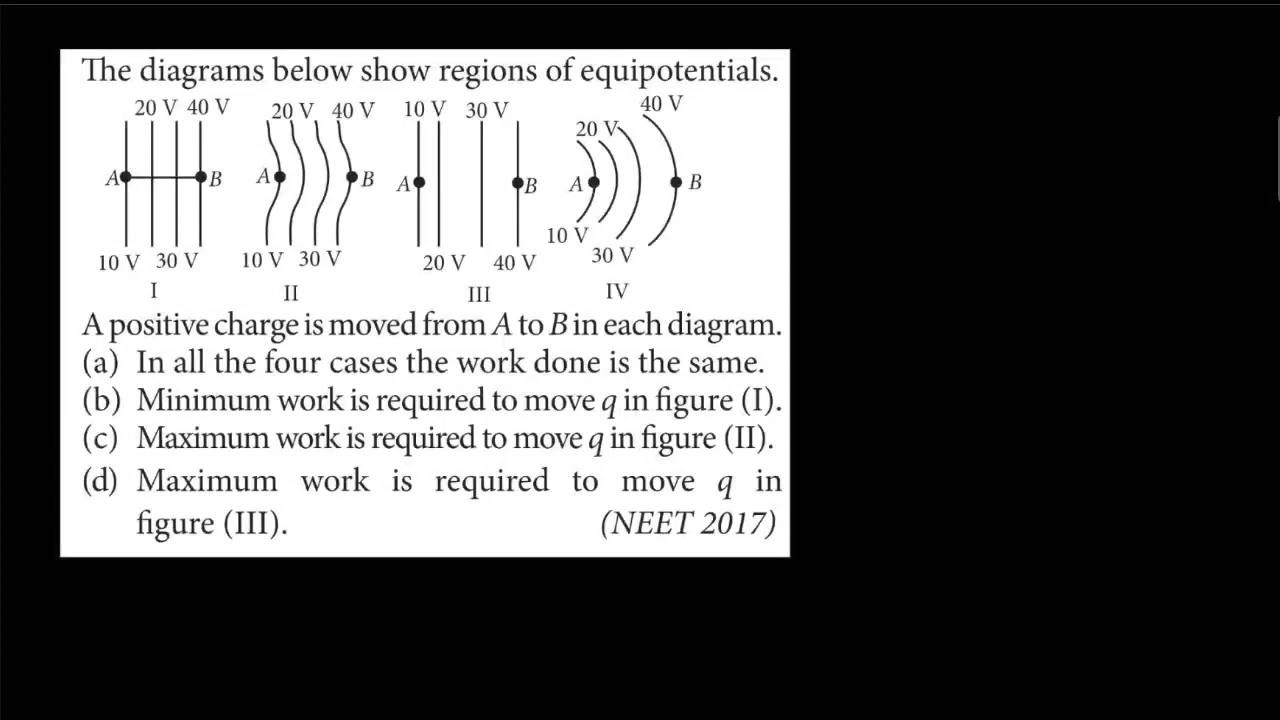 The diagrams below show regions of equipotentials.
20 V 40 V 20 V 40 V 10 V 30 V 40 V
20 V
A B A B A B A B
10 V 30 V 10 V 30 V 20 V 40 V 10 V 30 V
I II III IV
A positive charge is moved from A to B in each diagram.
(a) In all the four cases the work done is the same.
(b) Minimum work is required to move q in figure (I).
(c) Maximum work is required to move q in figure (II).
(d) Maximum work is required to move q in
figure (III). (NEET 2017)